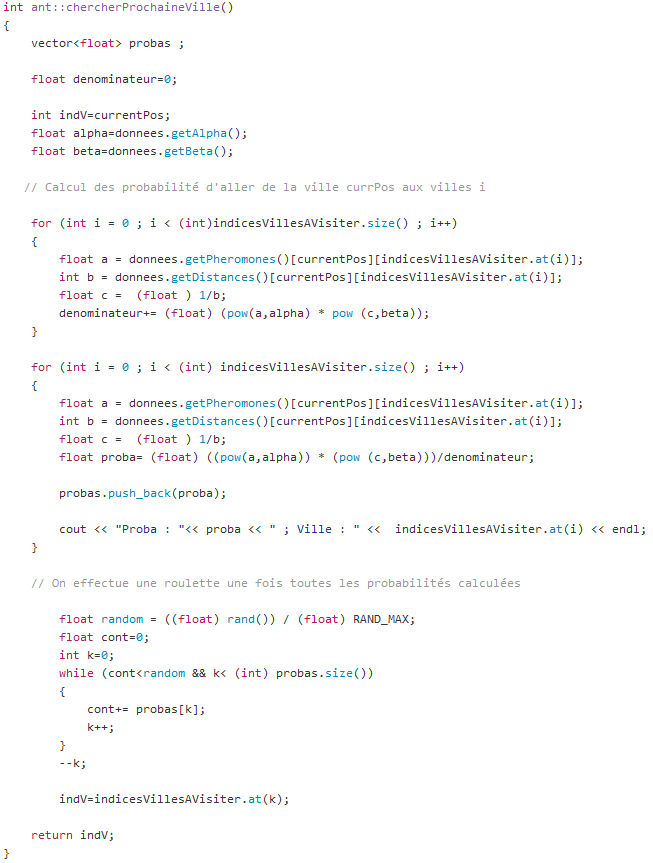 int ant::chercherProchaineVille()
{
    vector<float> probas ;
    float denominateur=0;
    int indV=currentPos;
    float alpha=donnees.getAlpha();
    float beta=donnees.getBeta();
   // Calcul des probabilité d'aller de la ville currPos aux villes i
    for (int i = 0 ; i < (int)indicesVillesAVisiter.size() ; i++)
    {
        float a = donnees.getPheromones()[currentPos][indicesVillesAVisiter.at(i)];
        int b = donnees.getDistances()[currentPos][indicesVillesAVisiter.at(i)];
        float c =  (float ) 1/b;
        denominateur+= (float) (pow(a,alpha) * pow (c,beta));
    }
    for (int i = 0 ; i < (int) indicesVillesAVisiter.size() ; i++)
    {
        float a = donnees.getPheromones()[currentPos][indicesVillesAVisiter.at(i)];
        int b = donnees.getDistances()[currentPos][indicesVillesAVisiter.at(i)];
        float c =  (float ) 1/b;
        float proba= (float) ((pow(a,alpha)) * (pow (c,beta)))/denominateur;
        probas.push_back(proba);
        cout << "Proba : "<< proba << " ; Ville : " <<  indicesVillesAVisiter.at(i) << endl;
    }
    // On effectue une roulette une fois toutes les probabilités calculées
        float random = ((float) rand()) / (float) RAND_MAX;
        float cont=0;
        int k=0;
        while (cont<random && k< (int) probas.size())
        {
            cont+= probas[k];
            k++;
        }
        --k;
        indV=indicesVillesAVisiter.at(k);
    return indV;
}